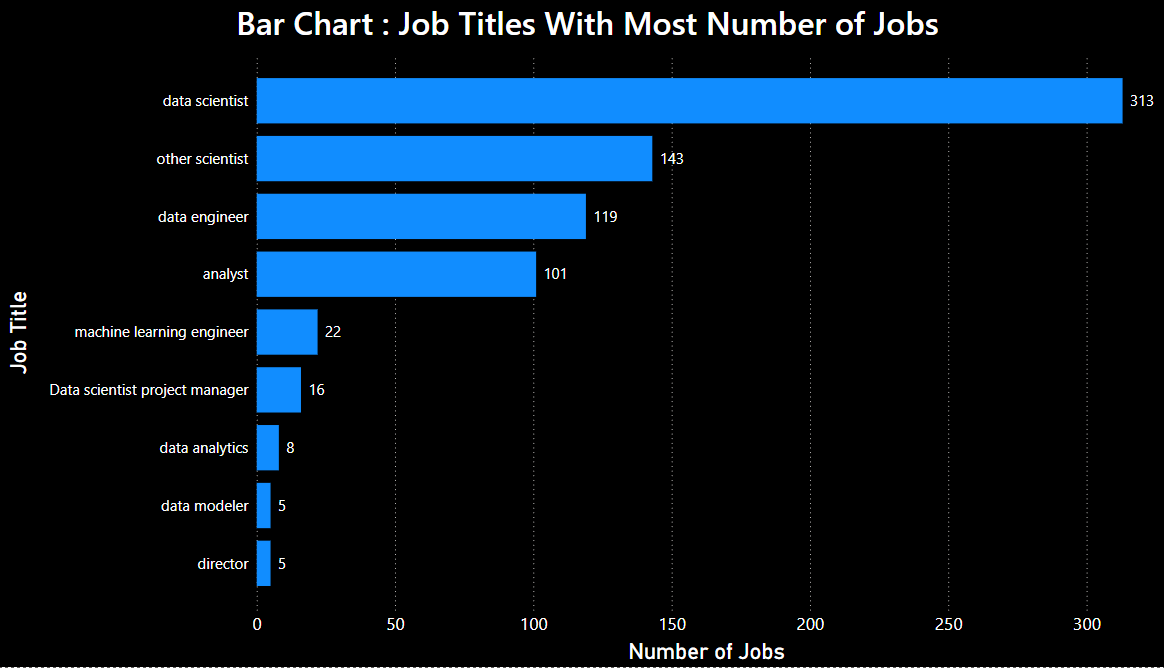 Bar Chart : Job Titles With Most Number of Jobs
Job Title
data scientist 313
other scientist 143
data engineer 119
analyst 101
machine learning engineer 22
Data scientist project manager 16
data analytics 8
data modeler 5
director 5
0 50 100 150 200 250 300
Number of Jobs